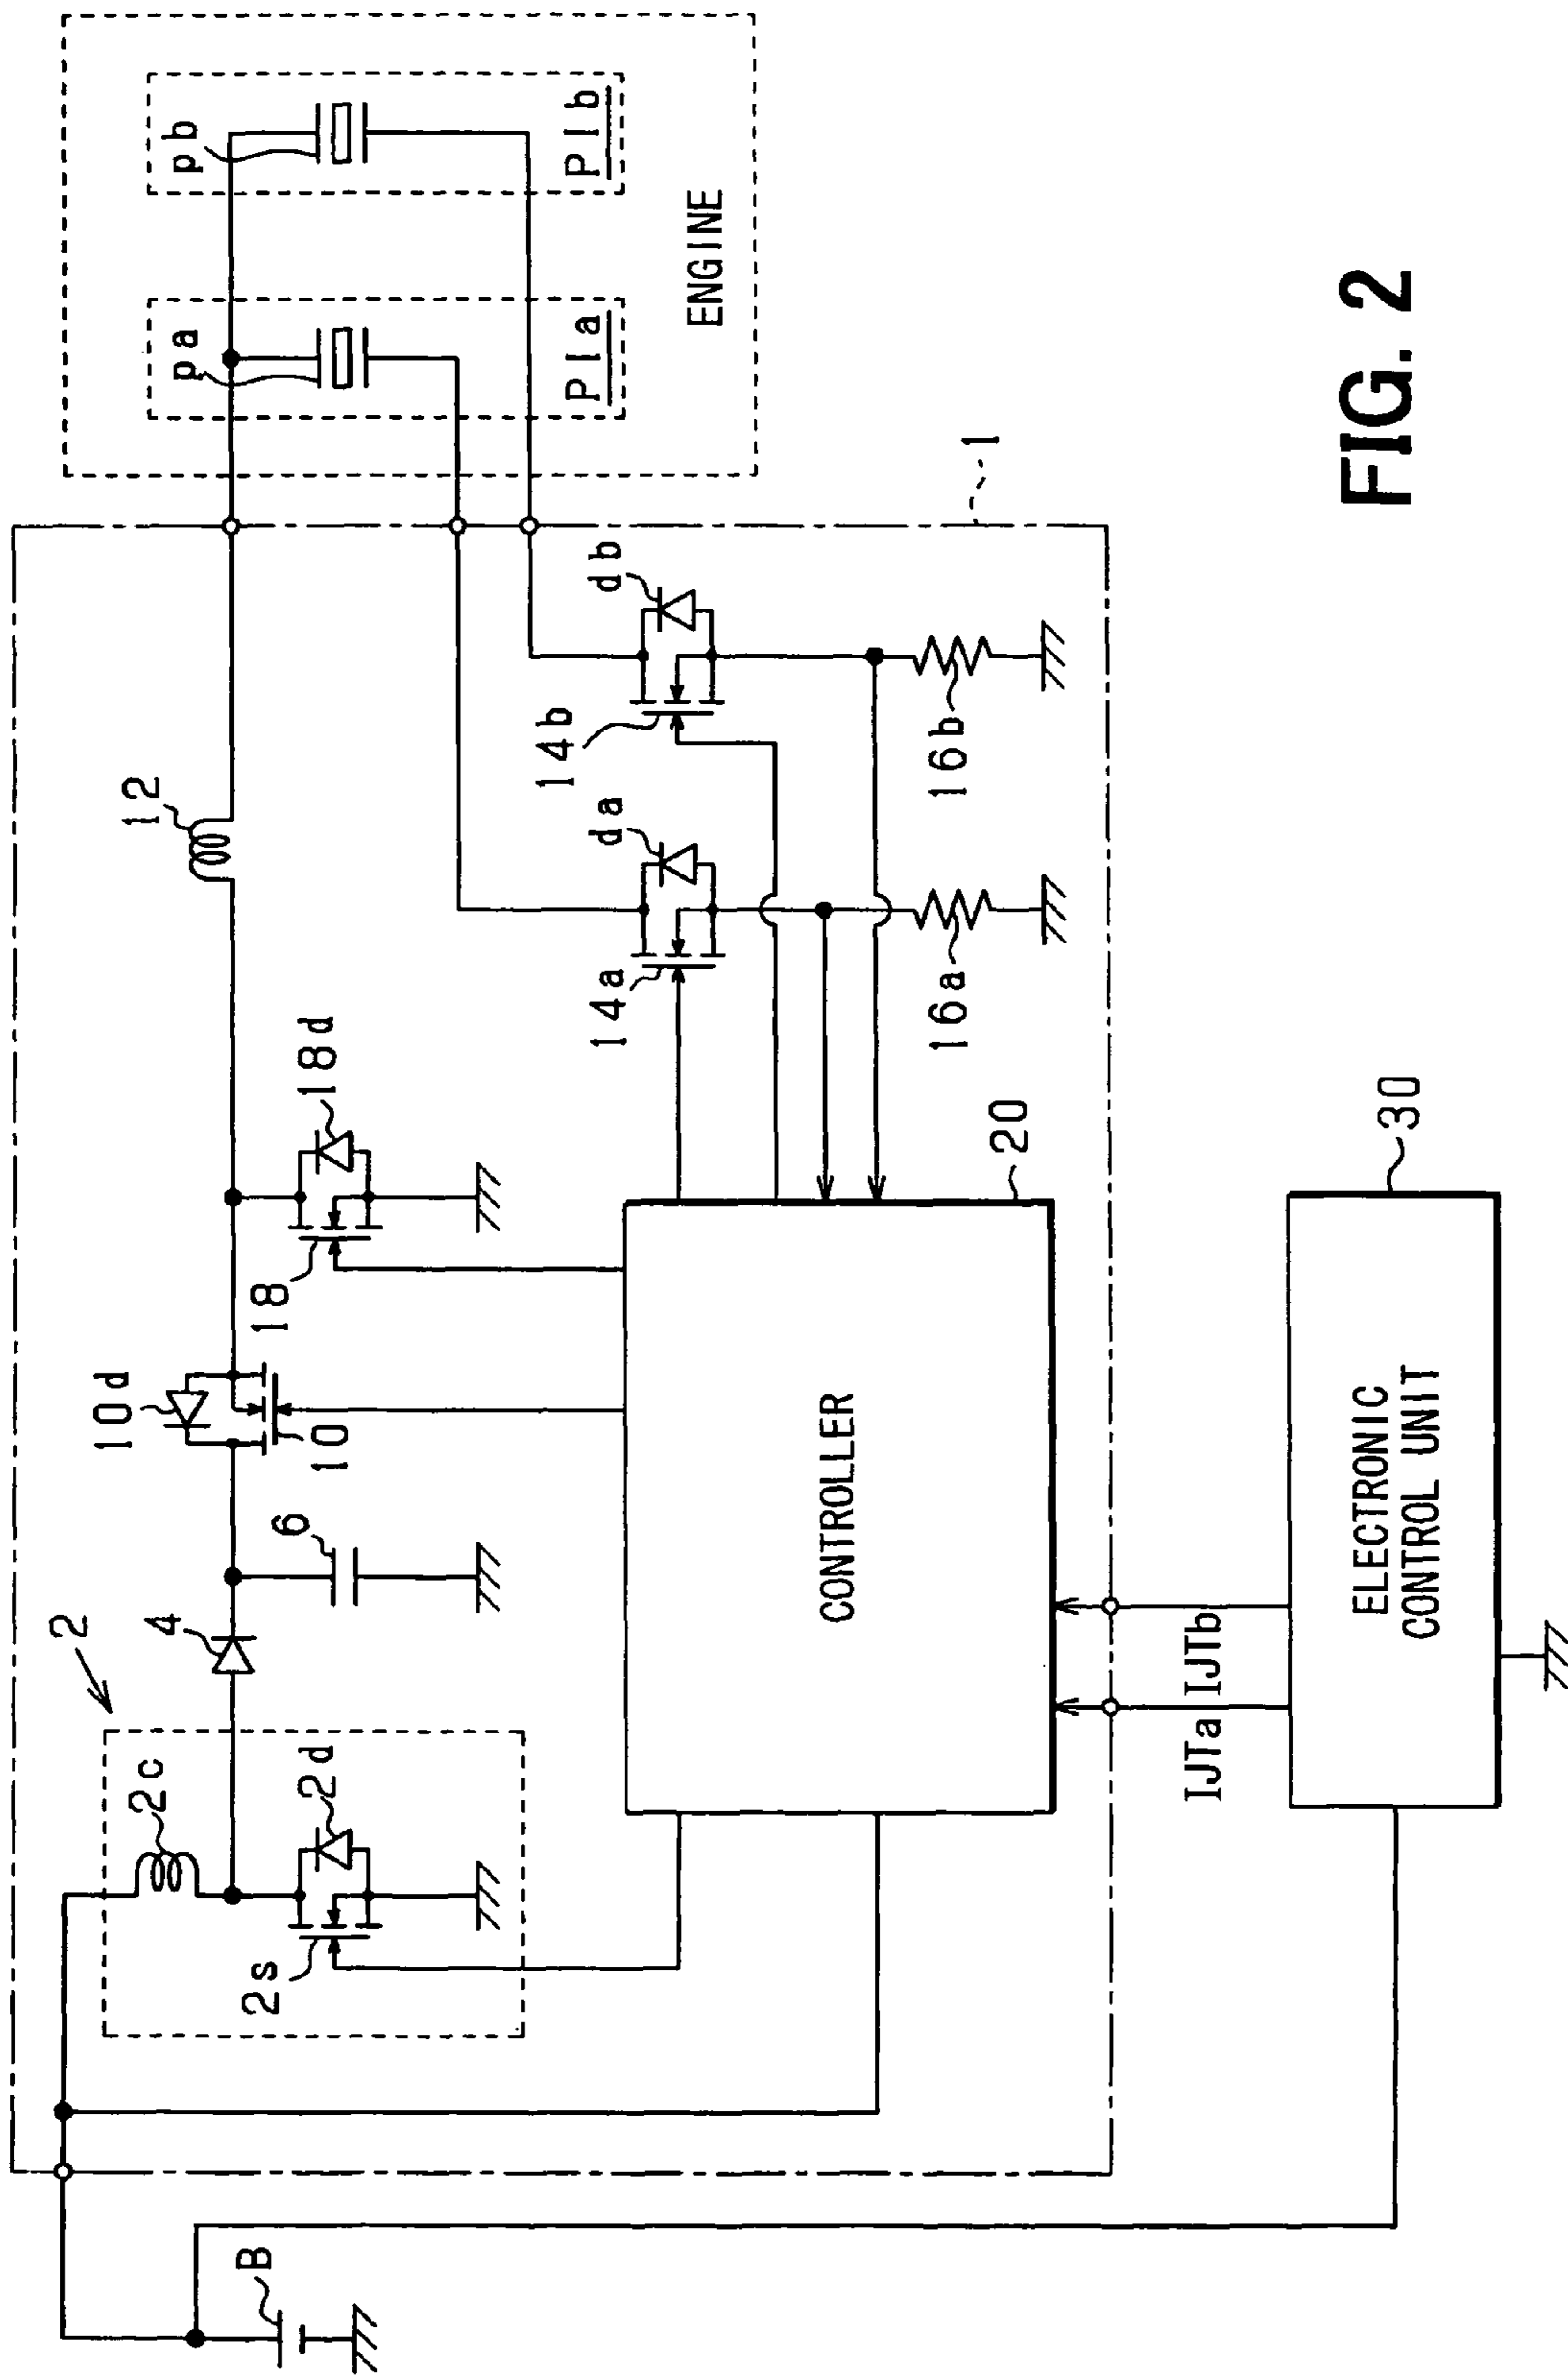 2
2c
2s
2d
4
6
10d
10
18
18d
12
pa
pb
PIa
PIb
ENGINE
14a
da
14b
db
16a
16b
1
CONTROLLER
20
B
IJTa
IJTb
ELECTRONIC
CONTROL UNIT
30
FIG. 2